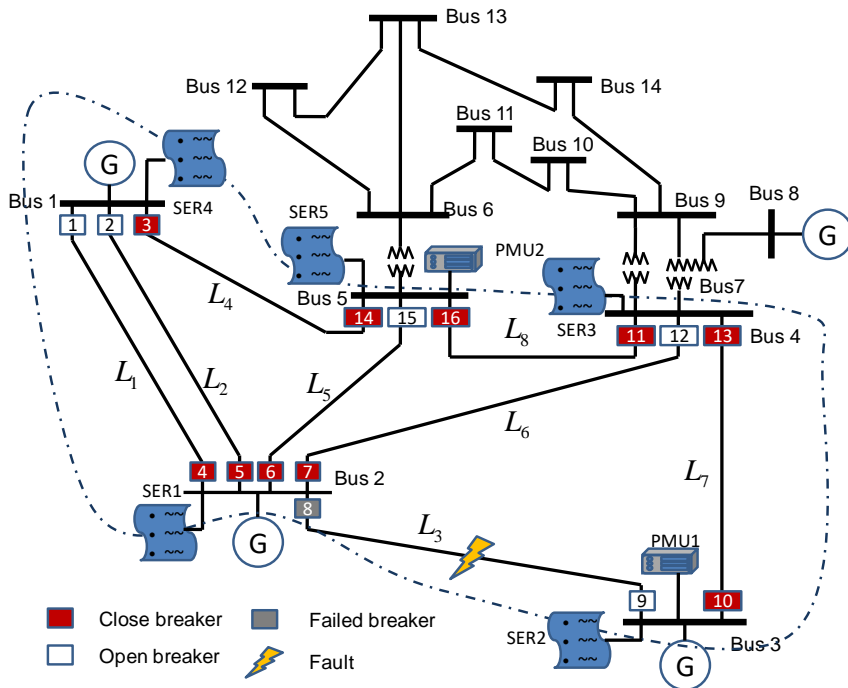 Bus 13
Bus 12
Bus 14
Bus 11
Bus 10
G
SER4
Bus 1
Bus 9
Bus 8
SER5
Bus 6
PMU2
G
1
2
3
SER3
Bus7
Bus 5
L4
14
15
16
L8
11
12
13
Bus 4
L1
L2
L5
L6
L7
4
5
6
7
Bus 2
SER1
8
G
L3
PMU1
9
10
SER2
G
Bus 3
Close breaker
Failed breaker
Open breaker
Fault